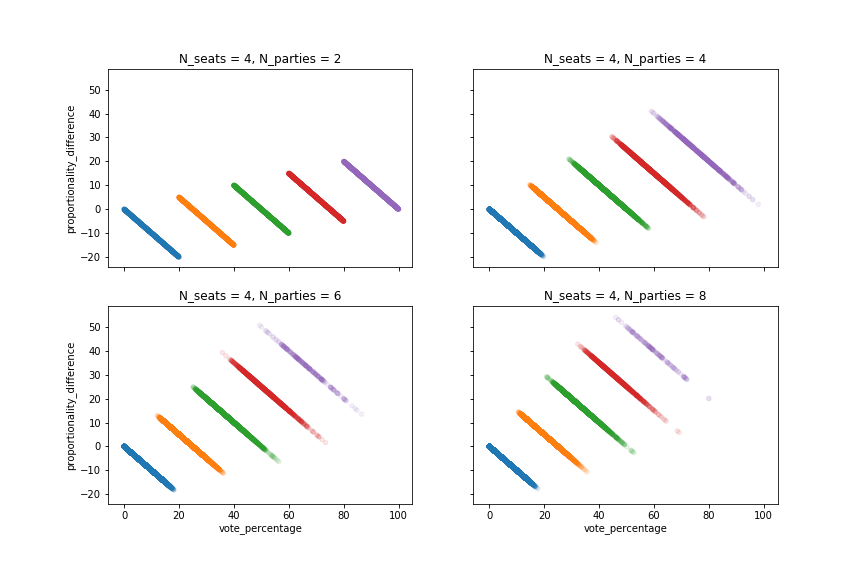 N_seats = 4, N_parties = 2
N_seats = 4, N_parties = 4
proportionality_difference
50
40
30
20
10
0
−10
−20
N_seats = 4, N_parties = 6
N_seats = 4, N_parties = 8
proportionality_difference
50
40
30
20
10
0
−10
−20
0 20 40 60 80 100
0 20 40 60 80 100
vote_percentage
vote_percentage